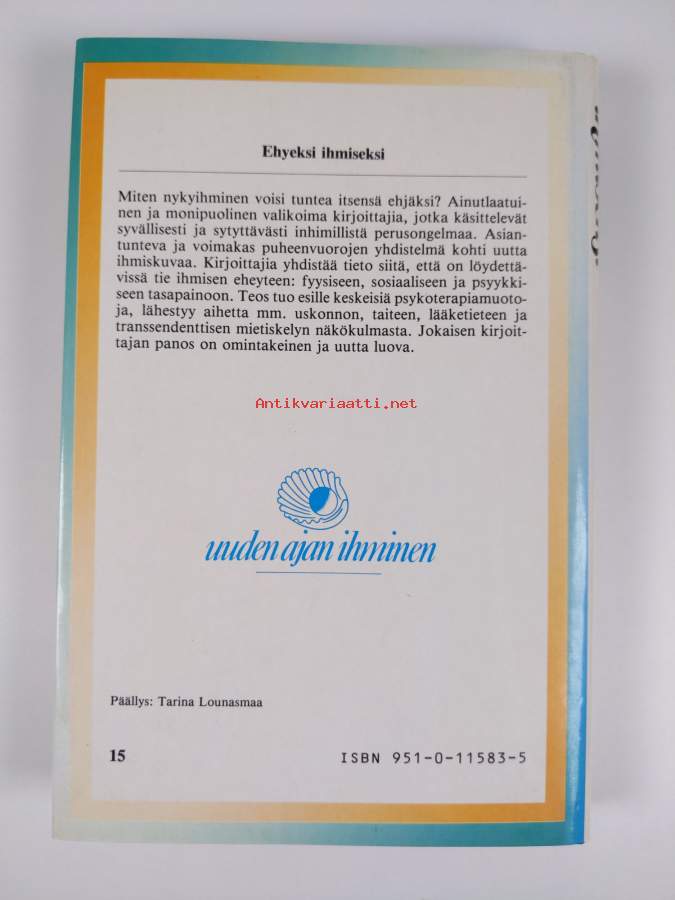 Ehyeksi ihmiseksi
Miten nykyihminen voisi tuntea itsensä ehjäksi? Ainutlaatui-
nen ja monipuolinen valikoima kirjoittajia, jotka käsittelevät
syvällisesti ja sytyttävästi inhimillistä perusongelmaa. Asian-
tunteva ja voimakas puheenvuorojen yhdistelmä kohti uutta
ihmiskuvaa. Kirjoittajia yhdistää tieto siitä, että on löydettä-
vissä tie ihmisen eheyteen: fyysiseen, sosiaaliseen ja psyykki-
seen tasapainoon. Teos tuo esille keskeisiä psykoterapiamuoto-
ja, lähestyy aihetta mm. uskonnon, taiteen, lääketieteen ja
transsendenttisen mietiskelyn näkökulmasta. Jokaisen kirjoit-
tajan panos on omintakeinen ja uutta luova.
Antikvariaatti.net
uuden ajan ihminen
Päällys: Tarina Lounasmaa
15
ISBN 951-0-11583-5